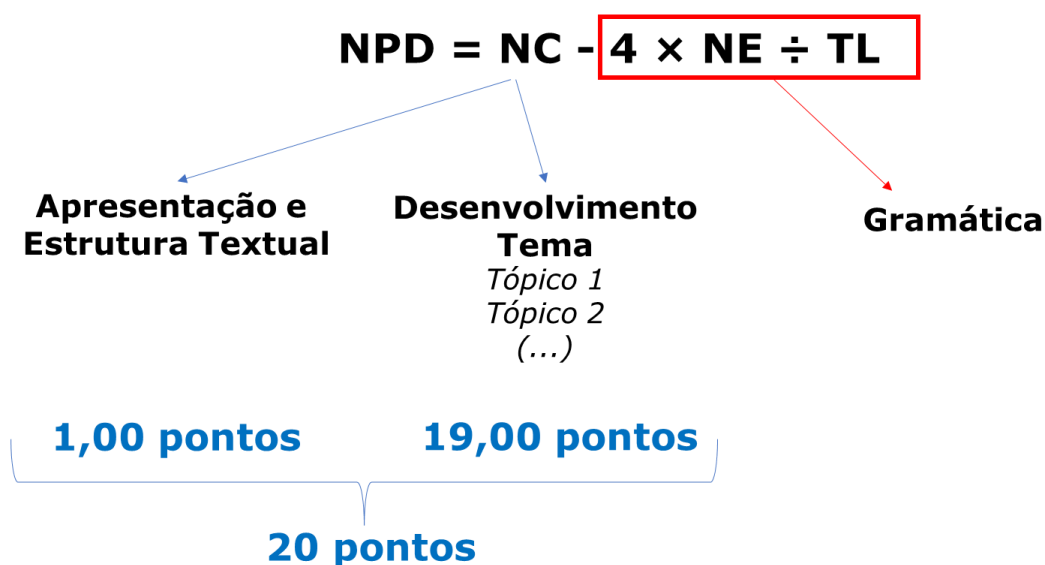 NPD = NC - 4 × NE ÷ TL
Apresentação e
Estrutura Textual
Desenvolvimento
Tema
Tópico 1
Tópico 2
(...)
Gramática
1,00 pontos
19,00 pontos
20 pontos